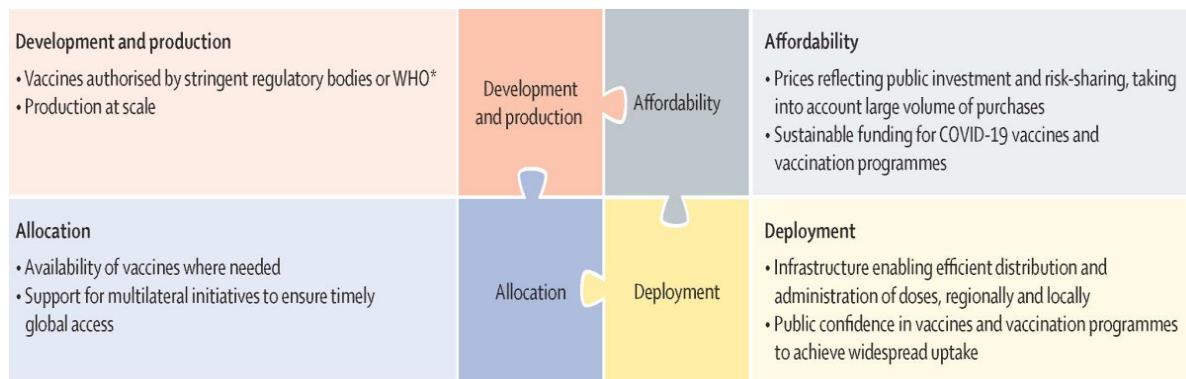 Development and production
• Vaccines authorised by stringent regulatory bodies or WHO*
• Production at scale
Development
and production
Affordability
Affordability
• Prices reflecting public investment and risk-sharing, taking
into account large volume of purchases
• Sustainable funding for COVID-19 vaccines and
vaccination programmes
Allocation
• Availability of vaccines where needed
• Support for multilateral initiatives to ensure timely
global access
Allocation
Deployment
Deployment
• Infrastructure enabling efficient distribution and
administration of doses, regionally and locally
• Public confidence in vaccines and vaccination programmes
to achieve widespread uptake